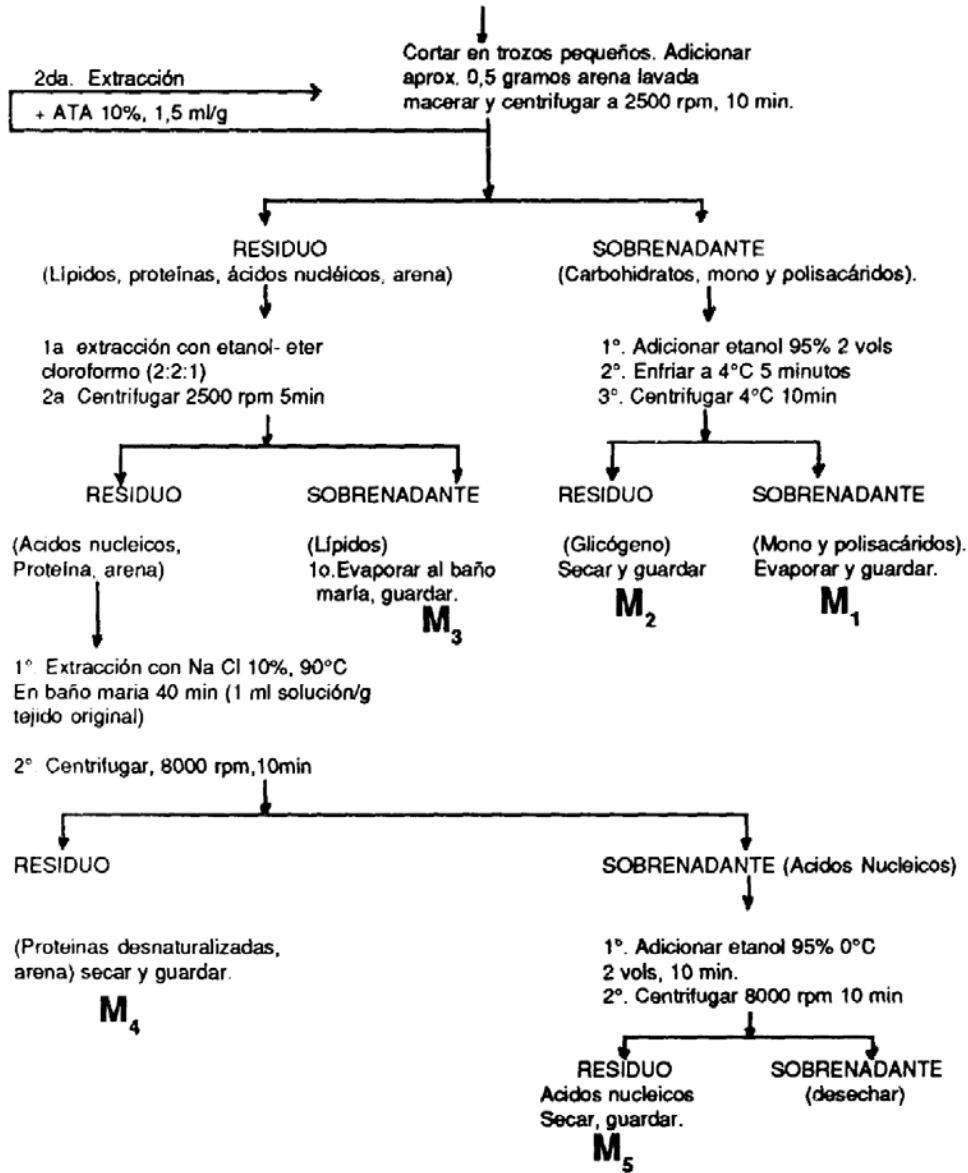 Cortar en trozos pequeños. Adicionar
aprox. 0,5 gramos arena lavada
macerar y centrifugar a 2500 rpm, 10 min.
2da. Extracción
+ ATA 10%, 1,5 ml/g
RESIDUO
(Lípidos, proteínas, ácidos nucléicos, arena)
SOBRENADANTE
(Carbohidratos, mono y polisacáridos).
1a extracción con etanol- eter
cloroformo (2:2:1)
2a Centrifugar 2500 rpm 5min
1°. Adicionar etanol 95% 2 vols
2°. Enfriar a 4°C 5 minutos
3°. Centrifugar 4°C 10min
RESIDUO
(Acidos nucleicos,
Proteína, arena)
SOBRENADANTE
(Lípidos)
1o.Evaporar al baño
maría, guardar.
M3
RESIDUO
(Glicógeno)
Secar y guardar
M2
SOBRENADANTE
(Mono y polisacáridos).
Evaporar y guardar.
M1
1° Extracción con Na Cl 10%, 90°C
En baño maria 40 min (1 ml solución/g
tejido original)
2° Centrifugar, 8000 rpm,10min
RESIDUO
(Proteinas desnaturalizadas,
arena) secar y guardar.
M4
SOBRENADANTE (Acidos Nucleicos)
1°. Adicionar etanol 95% 0°C
2 vols, 10 min.
2°. Centrifugar 8000 rpm 10 min
RESIDUO
Acidos nucleicos
Secar, guardar.
M5
SOBRENADANTE
(desechar)